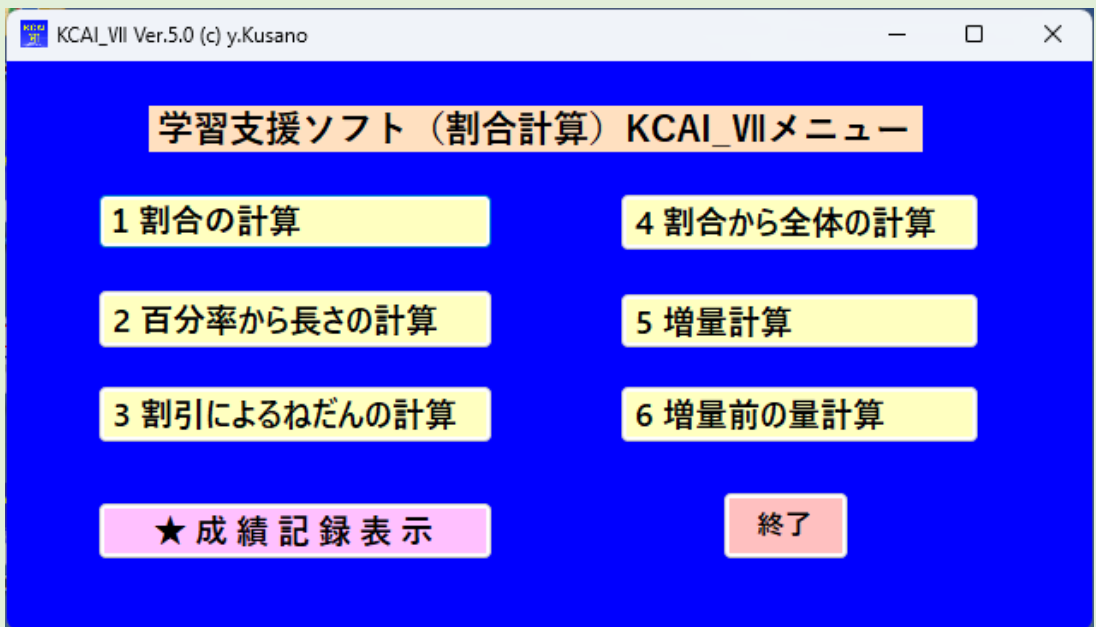 KCAI_Ⅶ Ver.5.0 (c) y.Kusano
学習支援ソフト（割合計算）KCAI_Ⅶメニュー
1 割合の計算
2 百分率から長さの計算
3 割引によるねだんの計算
4 割合から全体の計算
5 増量計算
6 増量前の量計算
★ 成 績 記 録 表 示
終了